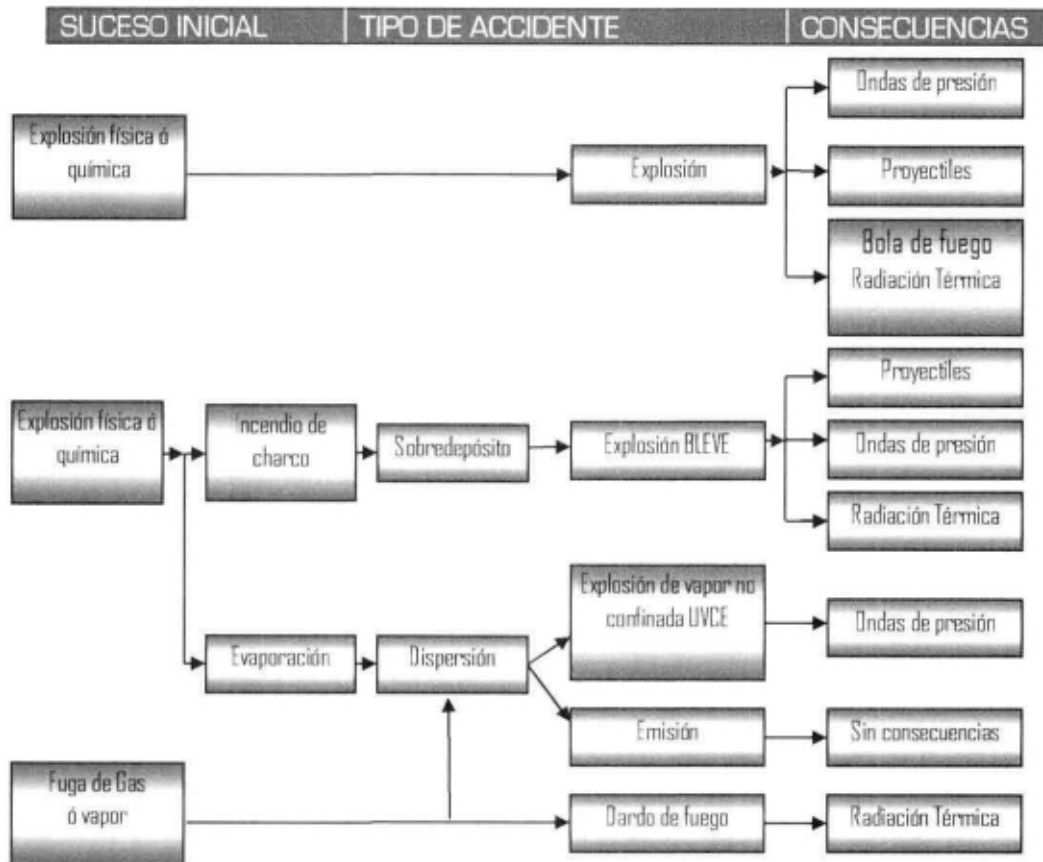 SUCESO INICIAL TIPO DE ACCIDENTE CONSECUENCIAS
Explosión física ó
química
Explosión
Ondas de presión
Proyectiles
Bola de fuego
Radiación Térmica
Explosión física ó
química
Incendio de
charco
Sobredepósito
Explosión BLEVE
Proyectiles
Ondas de presión
Radiación Térmica
Evaporación
Dispersión
Explosión de vapor no
confinada UVCE
Ondas de presión
Emisión
Sin consecuencias
Fuga de Gas
ó vapor
Dardo de fuego
Radiación Térmica